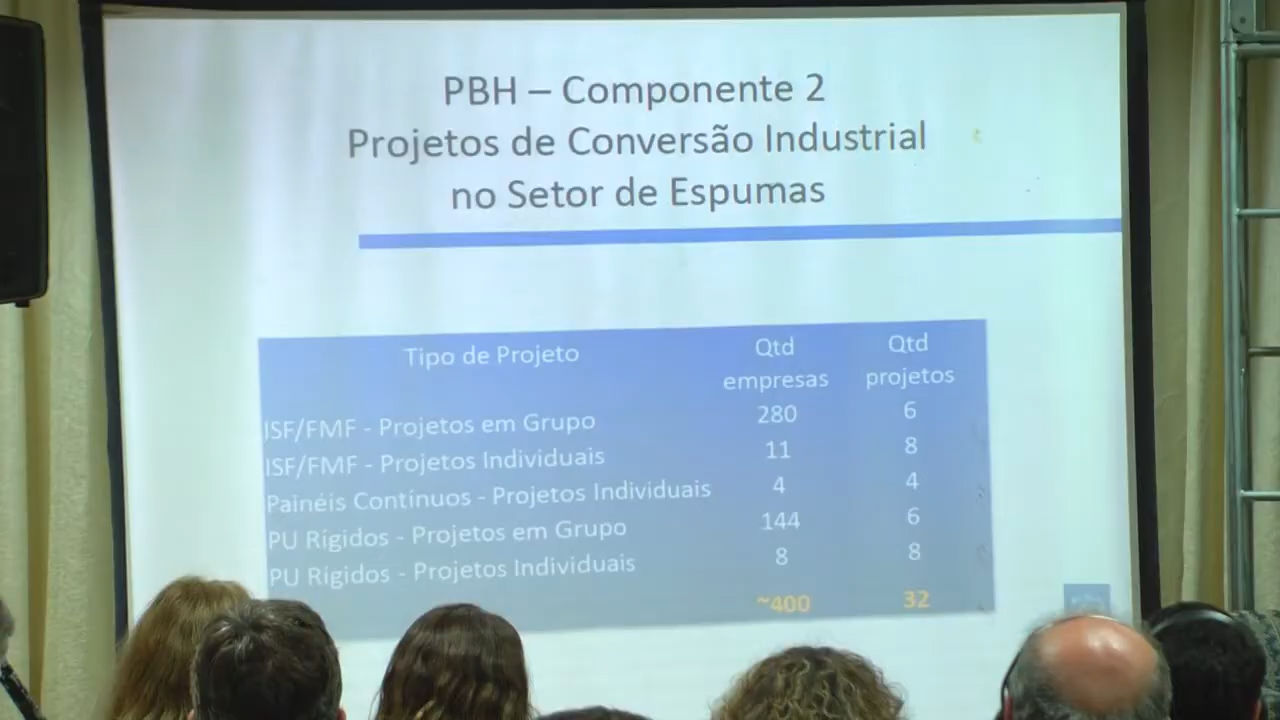 PBH – Componente 2
Projetos de Conversão Industrial
no Setor de Espumas
Tipo de Projeto Qtd empresas Qtd projetos
ISF/FMF - Projetos em Grupo 280 6
ISF/FMF - Projetos Individuais 11 8
Painéis Contínuos - Projetos Individuais 4 4
PU Rígidos - Projetos em Grupo 144 6
PU Rígidos - Projetos Individuais 8 8
~400 32